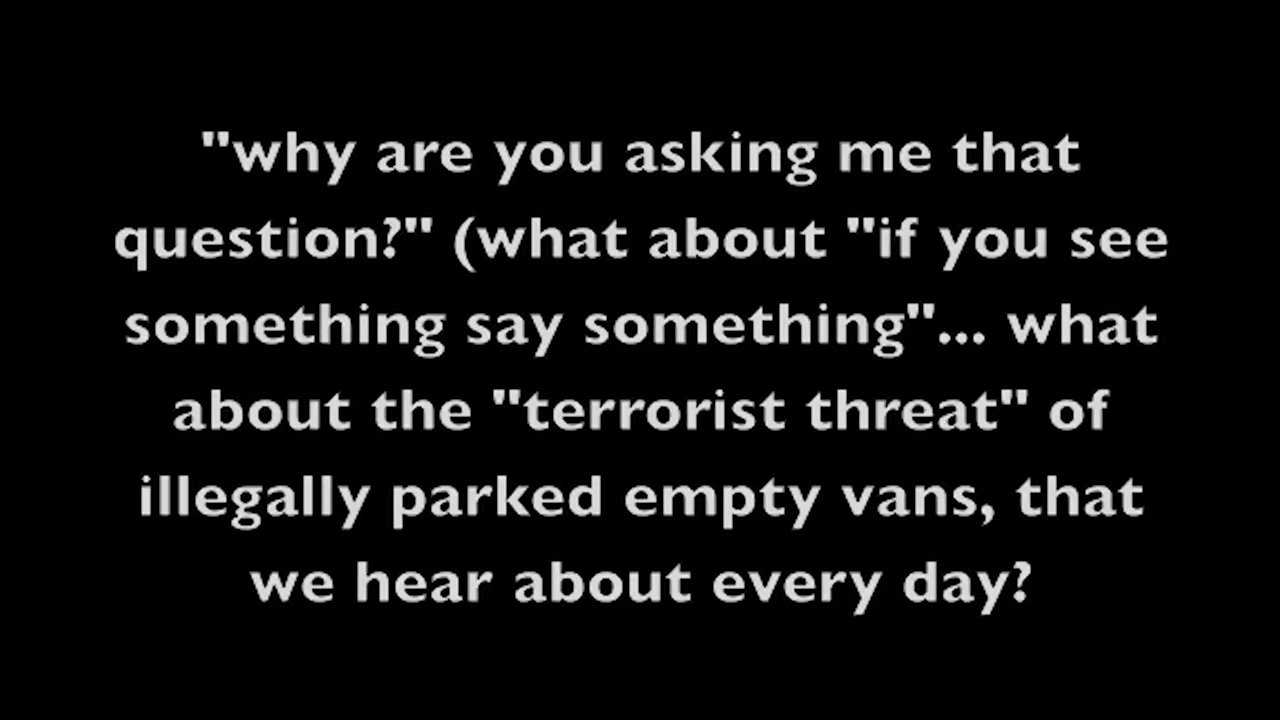 "why are you asking me that
question?" (what about "if you see
something say something"... what
about the "terrorist threat" of
illegally parked empty vans, that
we hear about every day?